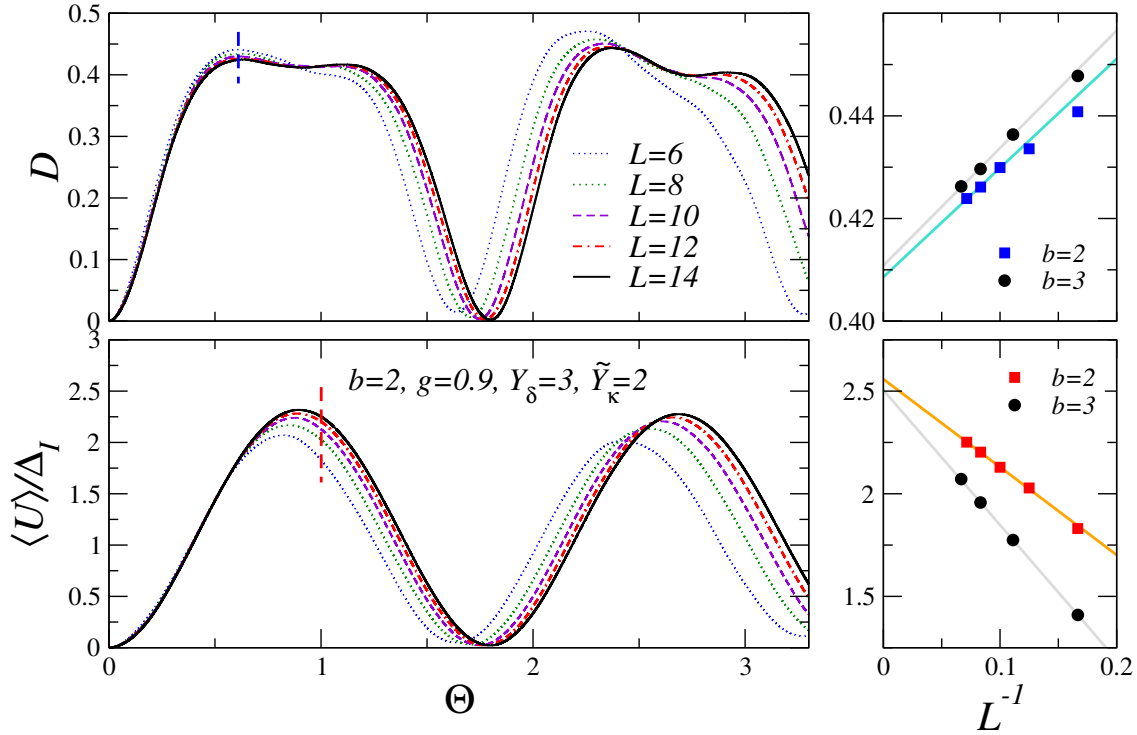 0.5
0.4
0.3
0.2
0.1
0
D
L=6
L=8
L=10
L=12
L=14
0.44
0.42
0.40
b=2
b=3
3
2.5
2
1.5
1
0.5
0
⟨U⟩/Δ_I
b=2, g=0.9, Y_δ=3, Ỹ_κ=2
0 1 2 3
Θ
2.5
2
1.5
b=2
b=3
0 0.1 0.2
L^{-1}